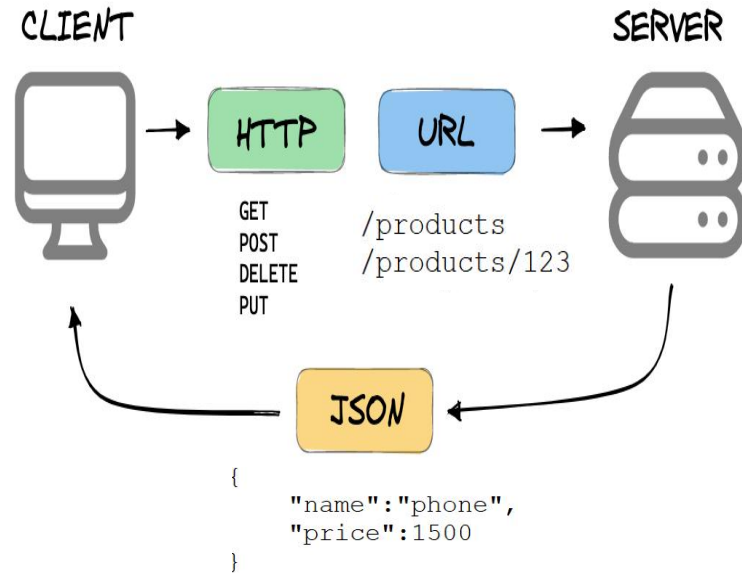 CLIENT
SERVER
HTTP
URL
GET
POST
DELETE
PUT
/products
/products/123
JSON
{
"name":"phone",
"price":1500
}